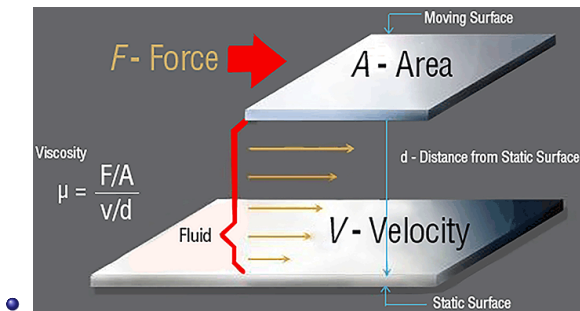 Moving Surface
F- Force
A - Area
d - Distance from Static Surface
Viscosity
μ = F/A
v/d
Fluid
V - Velocity
Static Surface